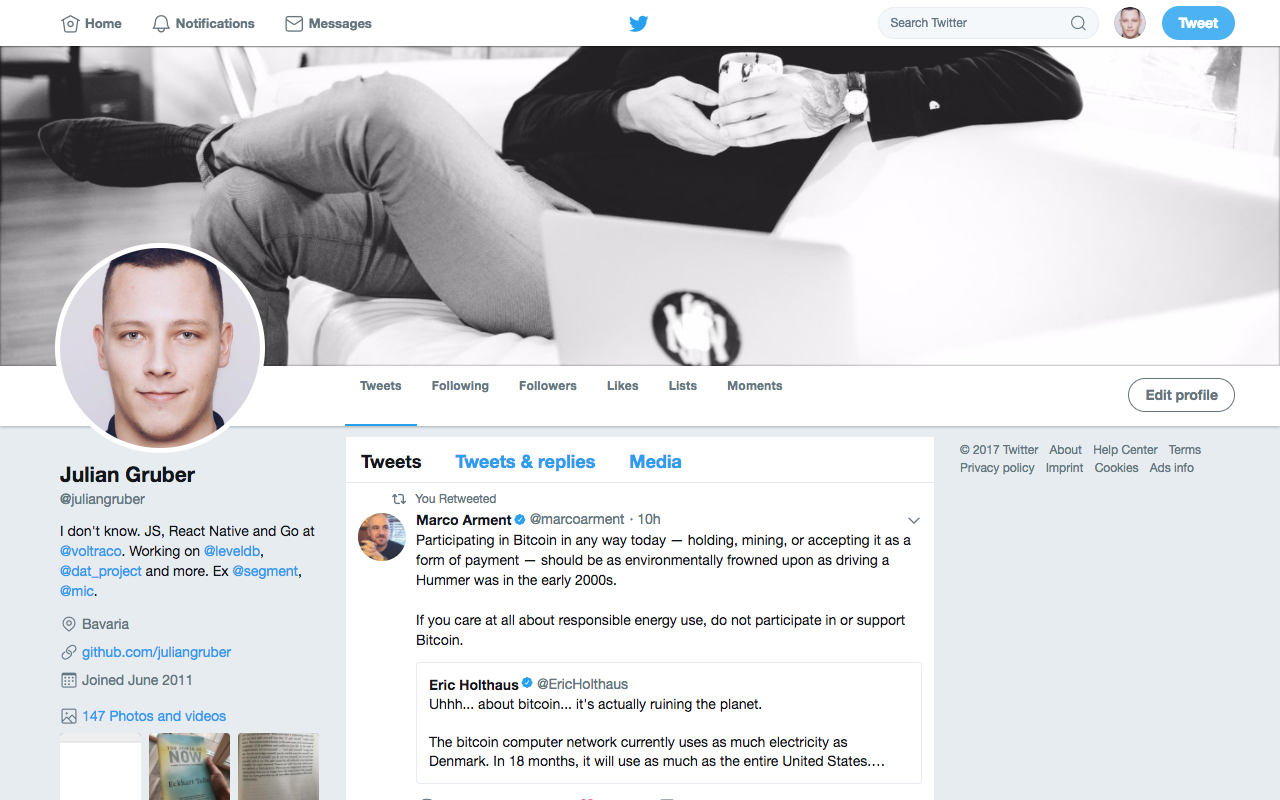 Home Notifications Messages Search Twitter Tweet
Tweets Following Followers Likes Lists Moments Edit profile
Julian Gruber
@juliangruber
I don't know. JS, React Native and Go at
@voltraco. Working on @leveldb,
@dat_project and more. Ex @segment,
@mic.
Bavaria
github.com/juliangruber
Joined June 2011
147 Photos and videos
NOW
Eckhart Tolle
Tweets Tweets & replies Media
You Retweeted
Marco Arment @marcoarment · 10h
Participating in Bitcoin in any way today — holding, mining, or accepting it as a
form of payment — should be as environmentally frowned upon as driving a
Hummer was in the early 2000s.
If you care at all about responsible energy use, do not participate in or support
Bitcoin.
Eric Holthaus @EricHolthaus
Uhhh... about bitcoin... it's actually ruining the planet.
The bitcoin computer network currently uses as much electricity as
Denmark. In 18 months, it will use as much as the entire United States....
© 2017 Twitter About Help Center Terms
Privacy policy Imprint Cookies Ads info